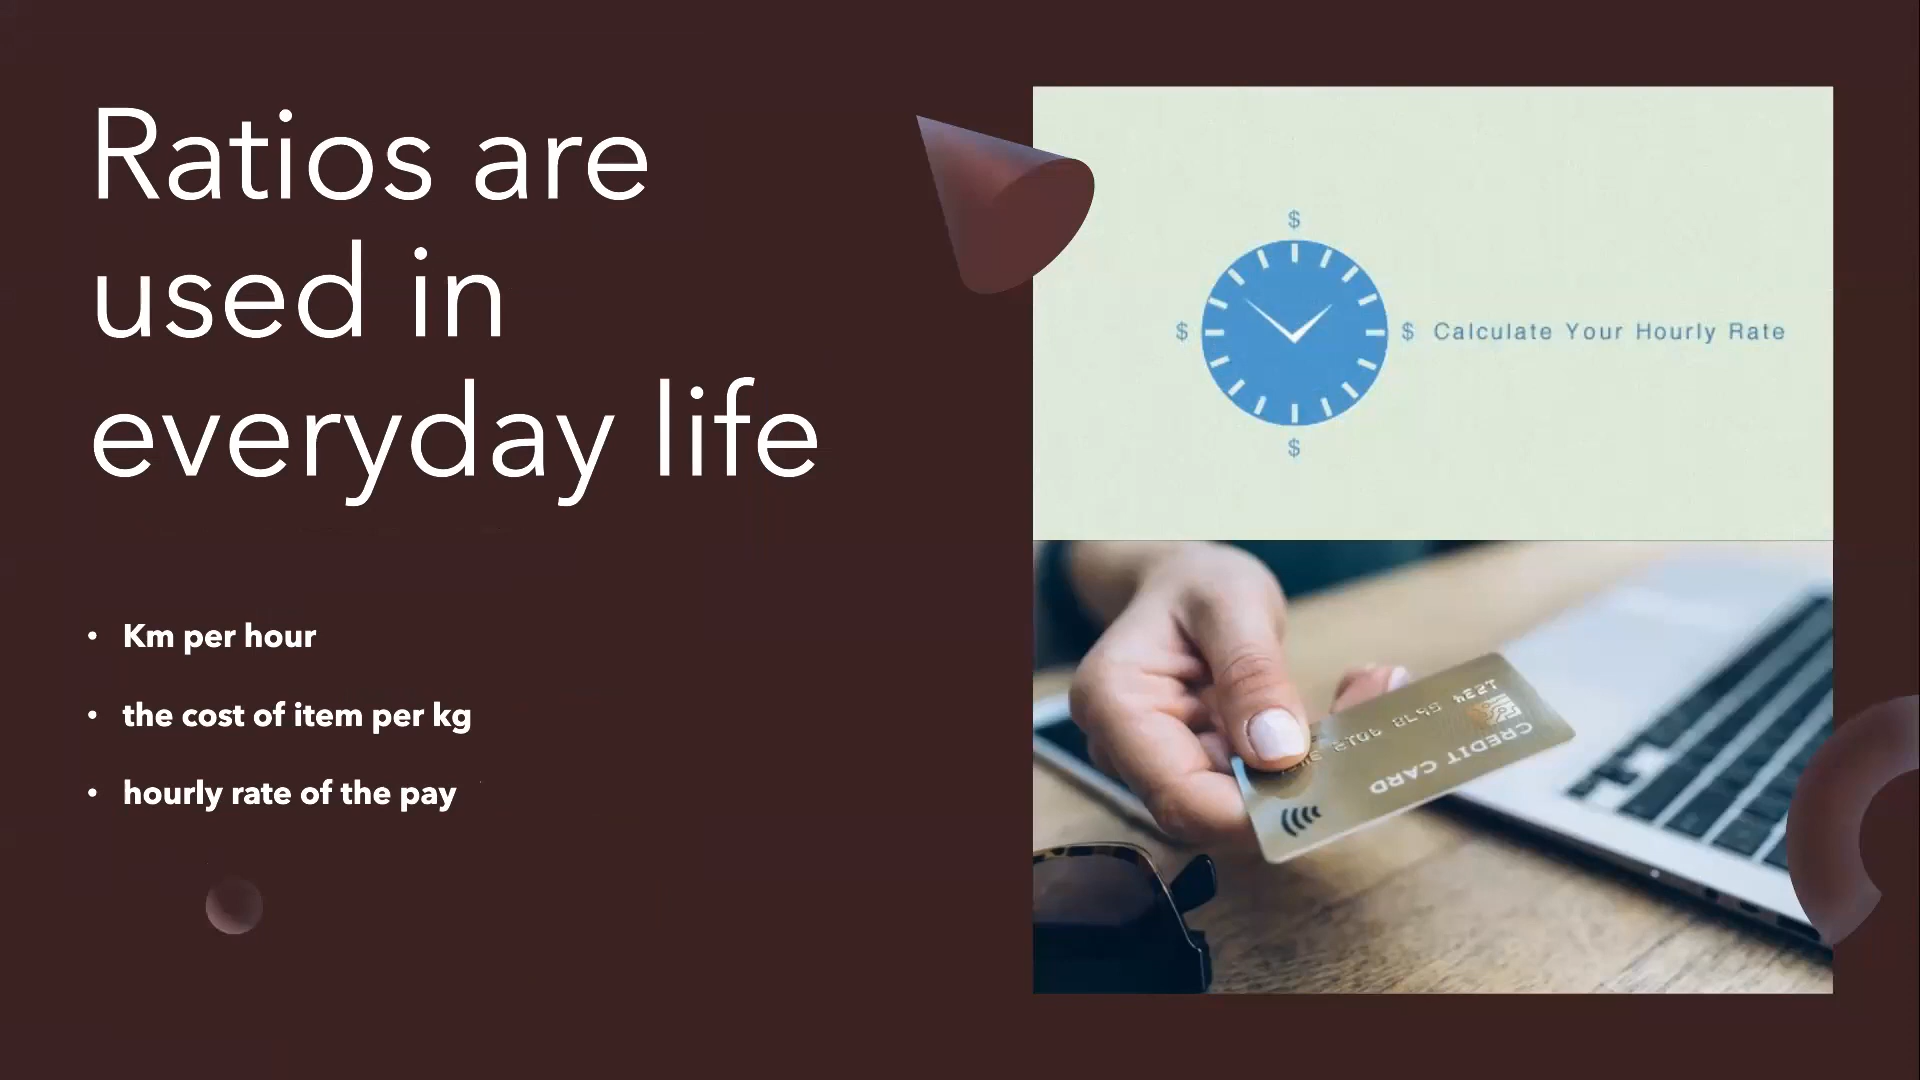 Ratios are
used in
everyday life
• Km per hour
• the cost of item per kg
• hourly rate of the pay
$
$ $ Calculate Your Hourly Rate
$
CREDIT CARD